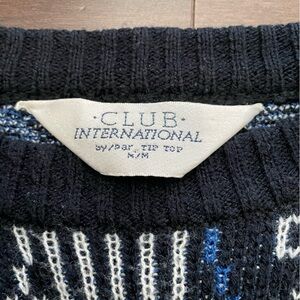 ·CLUB·
INTERNATIONAL
by/par TIP TOP
M/M